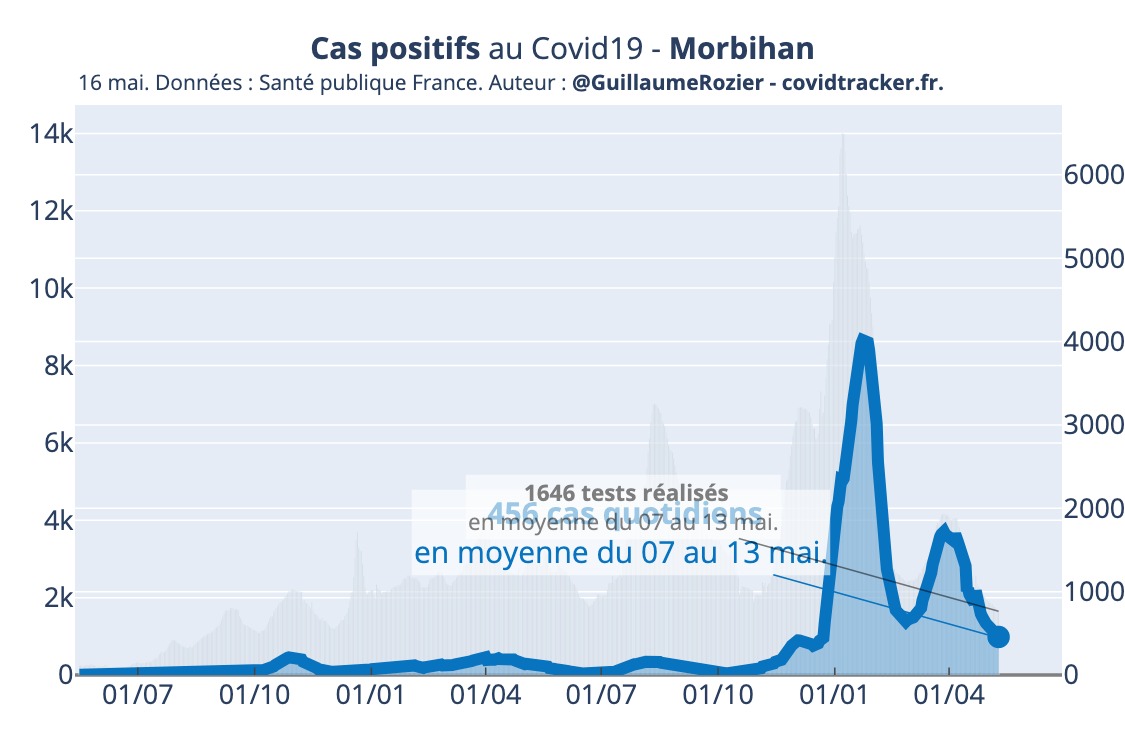 Cas positifs au Covid19 - Morbihan
16 mai. Données : Santé publique France. Auteur : @GuillaumeRozier - covidtracker.fr.
14k
12k
10k
8k
6k
4k
2k
0
6000
5000
4000
3000
2000
1000
0
1646 tests réalisés
en moyenne du 07 au 13 mai.
456 cas quotidiens
en moyenne du 07 au 13 mai.
01/07 01/10 01/01 01/04 01/07 01/10 01/01 01/04